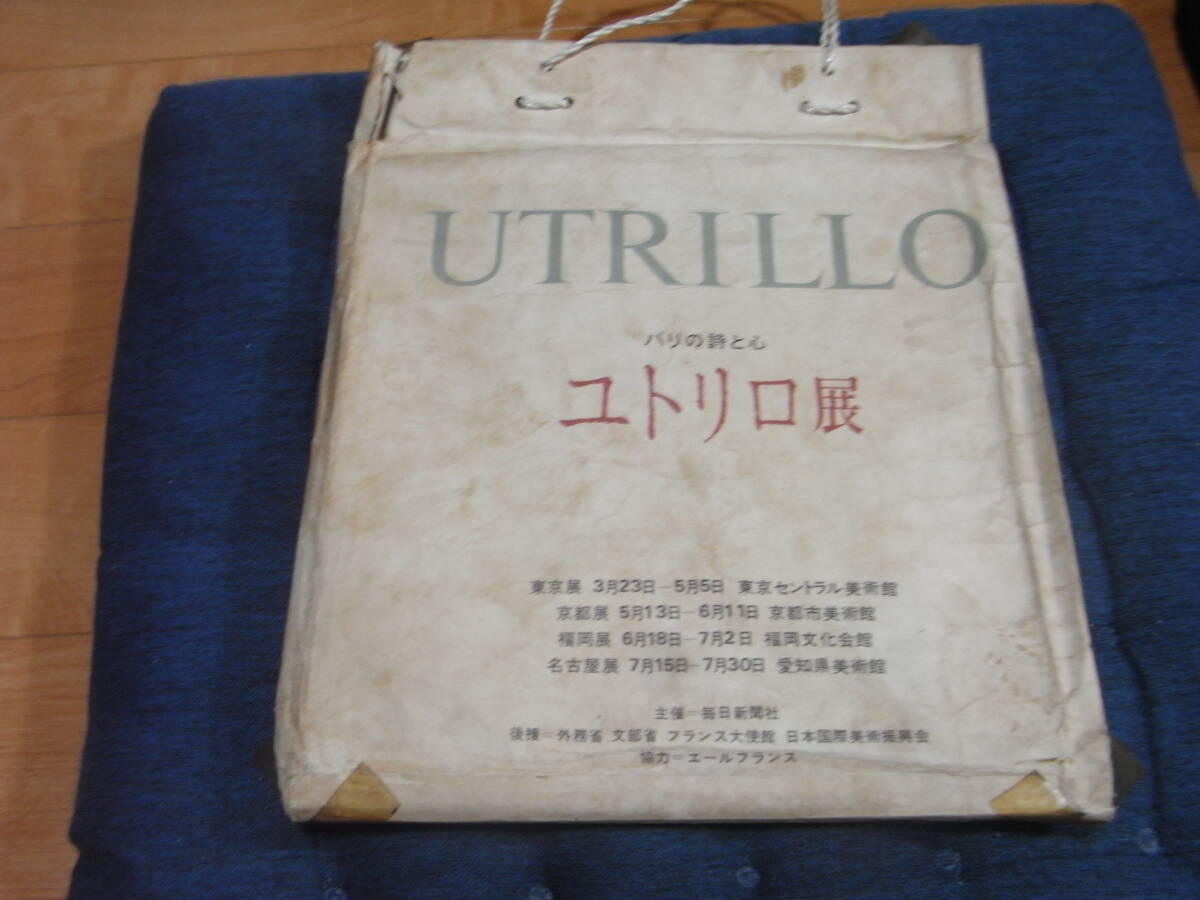 UTRILLO
パリの詩と心
ユトリロ展
東京展 3月23日—5月5日 東京セントラル美術館
京都展 5月13日—6月11日 京都市美術館
福岡展 6月18日—7月2日 福岡文化会館
名古屋展 7月15日—7月30日 愛知県美術館
主催＝毎日新聞社
後援＝外務省 文部省 フランス大使館 日本国際美術振興会
協力＝エールフランス